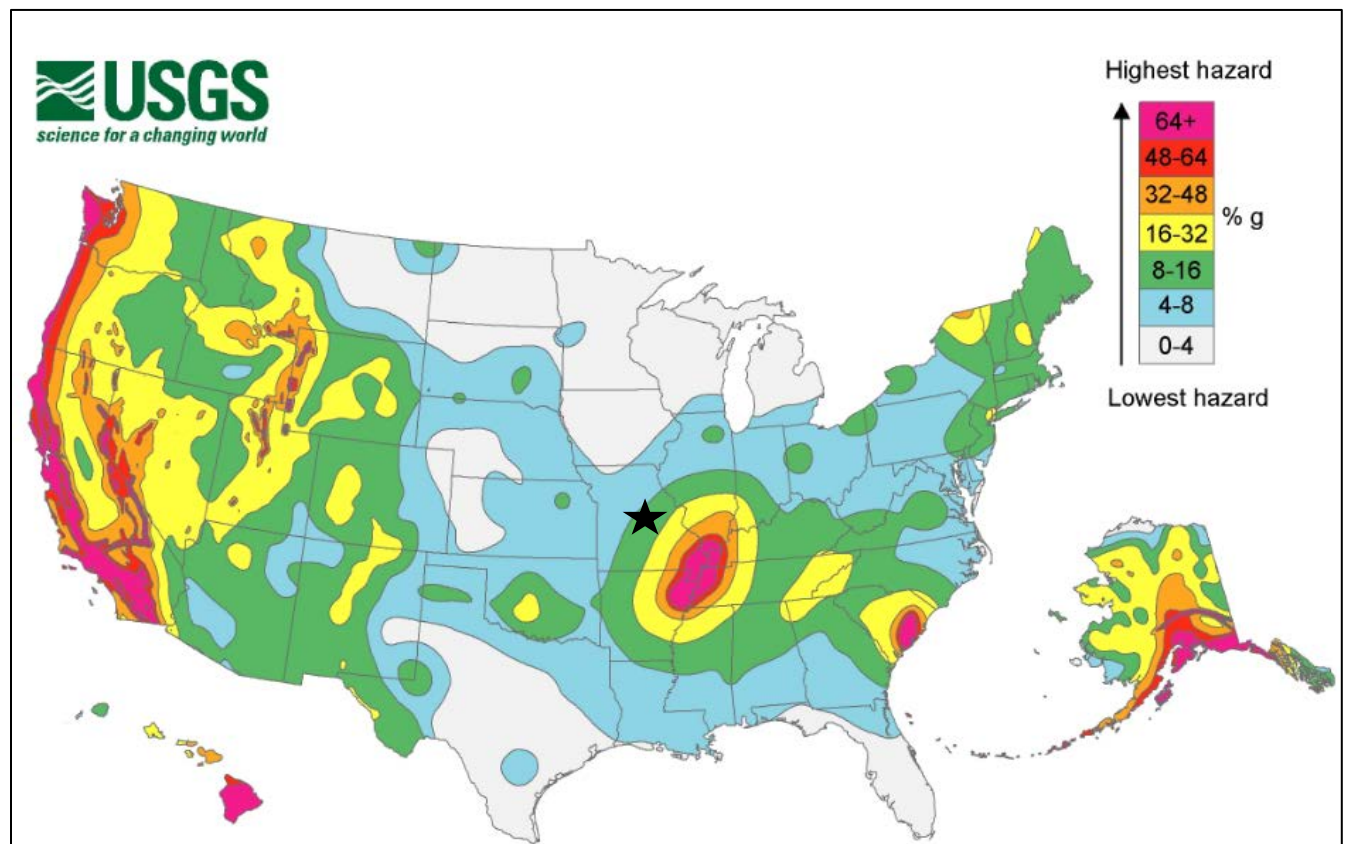 USGS
science for a changing world
Highest hazard
64+
48-64
32-48
16-32
8-16
4-8
0-4
% g
Lowest hazard